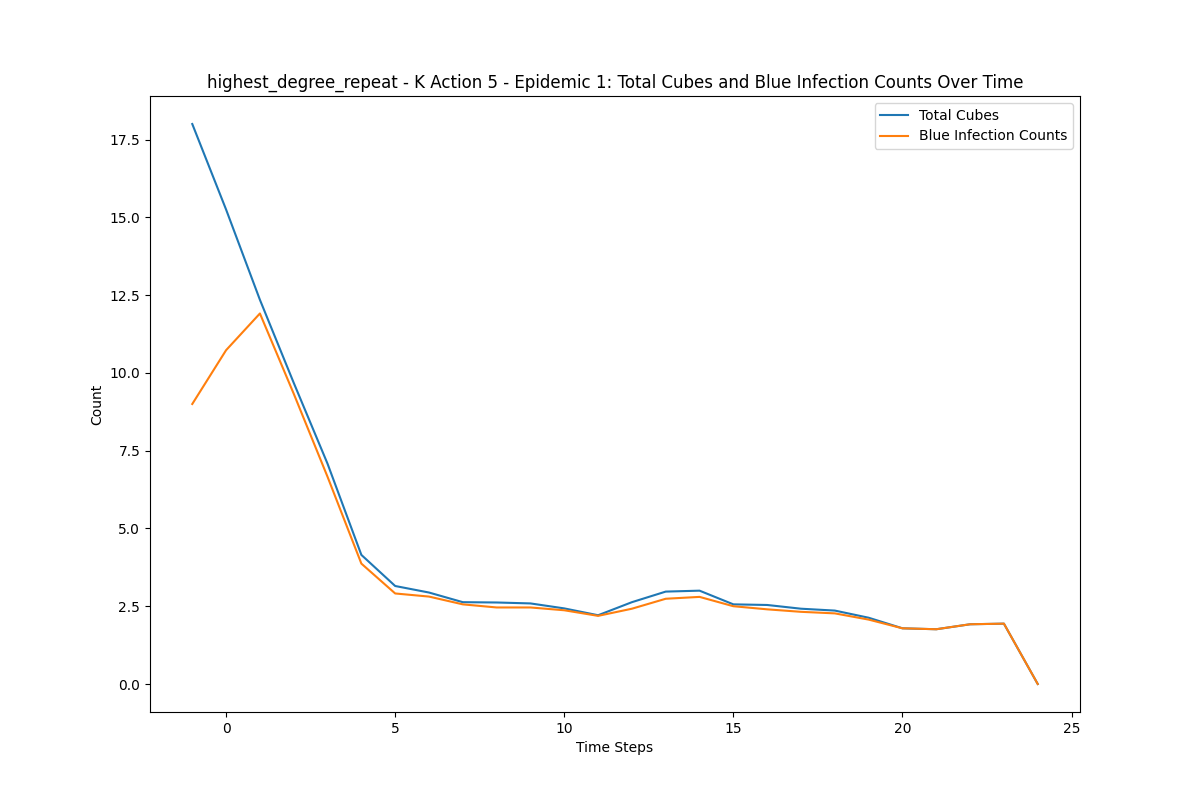 highest_degree_repeat - K Action 5 - Epidemic 1: Total Cubes and Blue Infection Counts Over Time
Total Cubes
Blue Infection Counts
17.5
15.0
12.5
10.0
7.5
5.0
2.5
0.0
Count
0 5 10 15 20 25
Time Steps